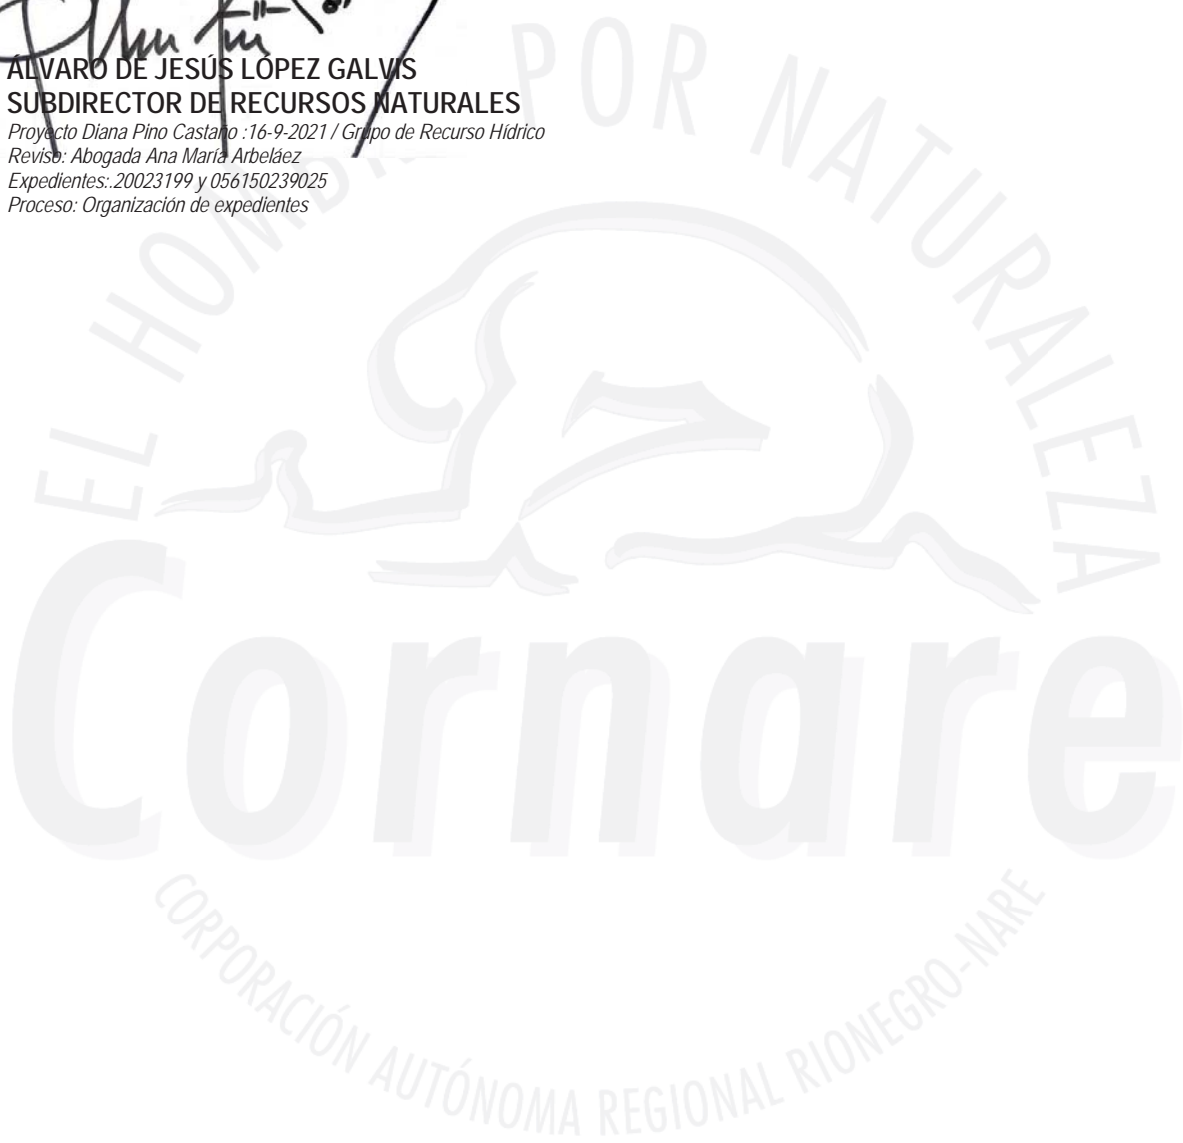 ÁLVARO DE JESÚS LÓPEZ GALVIS
SUBDIRECTOR DE RECURSOS NATURALES
Proyecto Diana Pino Castaño :16-9-2021 / Grupo de Recurso Hídrico
Revisó: Abogada Ana María Arbeláez
Expedientes:.20023199 y 056150239025
Proceso: Organización de expedientes
EL HOMBRE POR NATURALEZA
Cornare
CORPORACIÓN AUTÓNOMA REGIONAL RIONEGRO-NARE